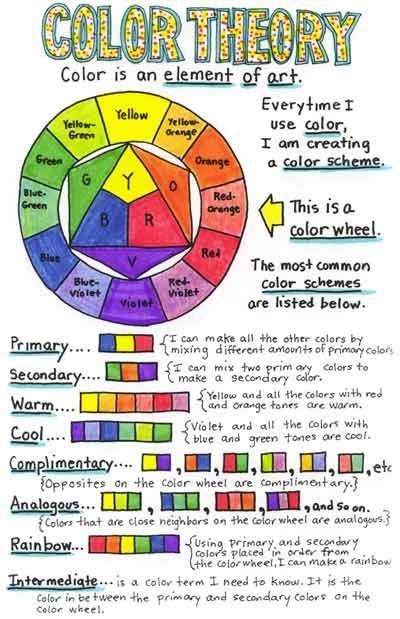 COLOR THEORY
Color is an element of art.
Yellow
Yellow-Green
Yellow-Orange
Green
Orange
Blue-Green
Red-Orange
Blue
Red
Blue-Violet
Red-Violet
Violet
G
Y
O
B
R
V
Everytime I
use color,
I am creating
a color scheme.
This is a
color wheel.
The most common
color schemes
are listed below.
Primary....
I can make all the other colors by
mixing different amounts of primary colors
Secondary....
I can mix two primary colors to
make a secondary color.
Warm....
Yellow and all the colors with red
and orange tones are warm.
Cool....
Violet and all the colors with
blue and green tones are cool.
Complimentary.... , , , , , , etc.
{Opposites on the color wheel are complimentary.}
Analogous.... , , , , and so on.
{Colors that are close neighbors on the color wheel are analogous.}
Rainbow...
Using primary and secondary
colors placed in order from
the color wheel, I can make a rainbow
Intermediate.... is a color term I need to know. It is the
color in between the primary and secondary colors on the
color wheel.